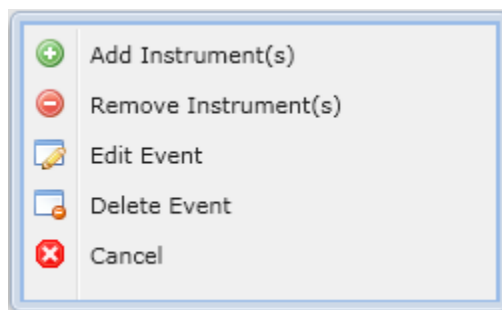 Add Instrument(s)
Remove Instrument(s)
Edit Event
Delete Event
Cancel